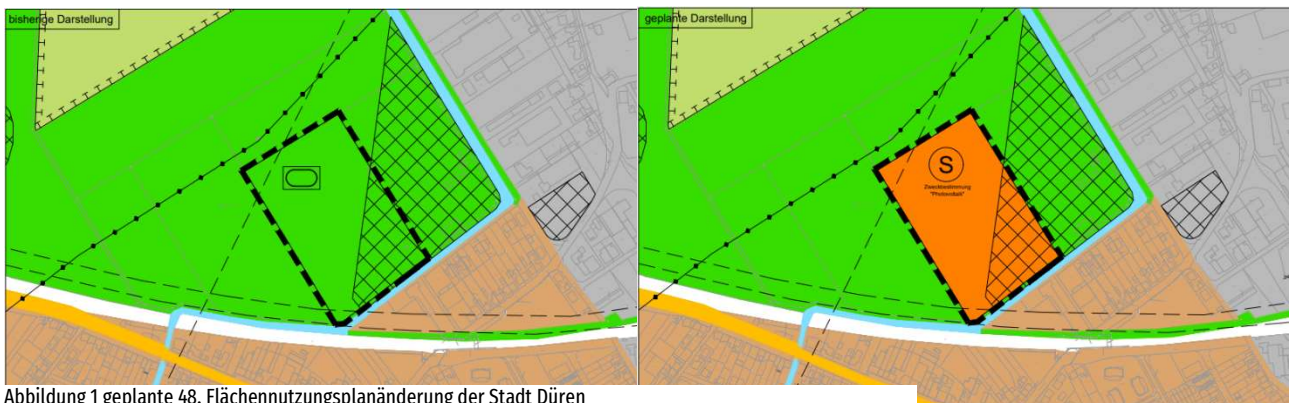 bisherige Darstellung
geplante Darstellung
S
Zweckbestimmung
"Photovoltaik"
Abbildung 1 geplante 48. Flächennutzungsplanänderung der Stadt Düren